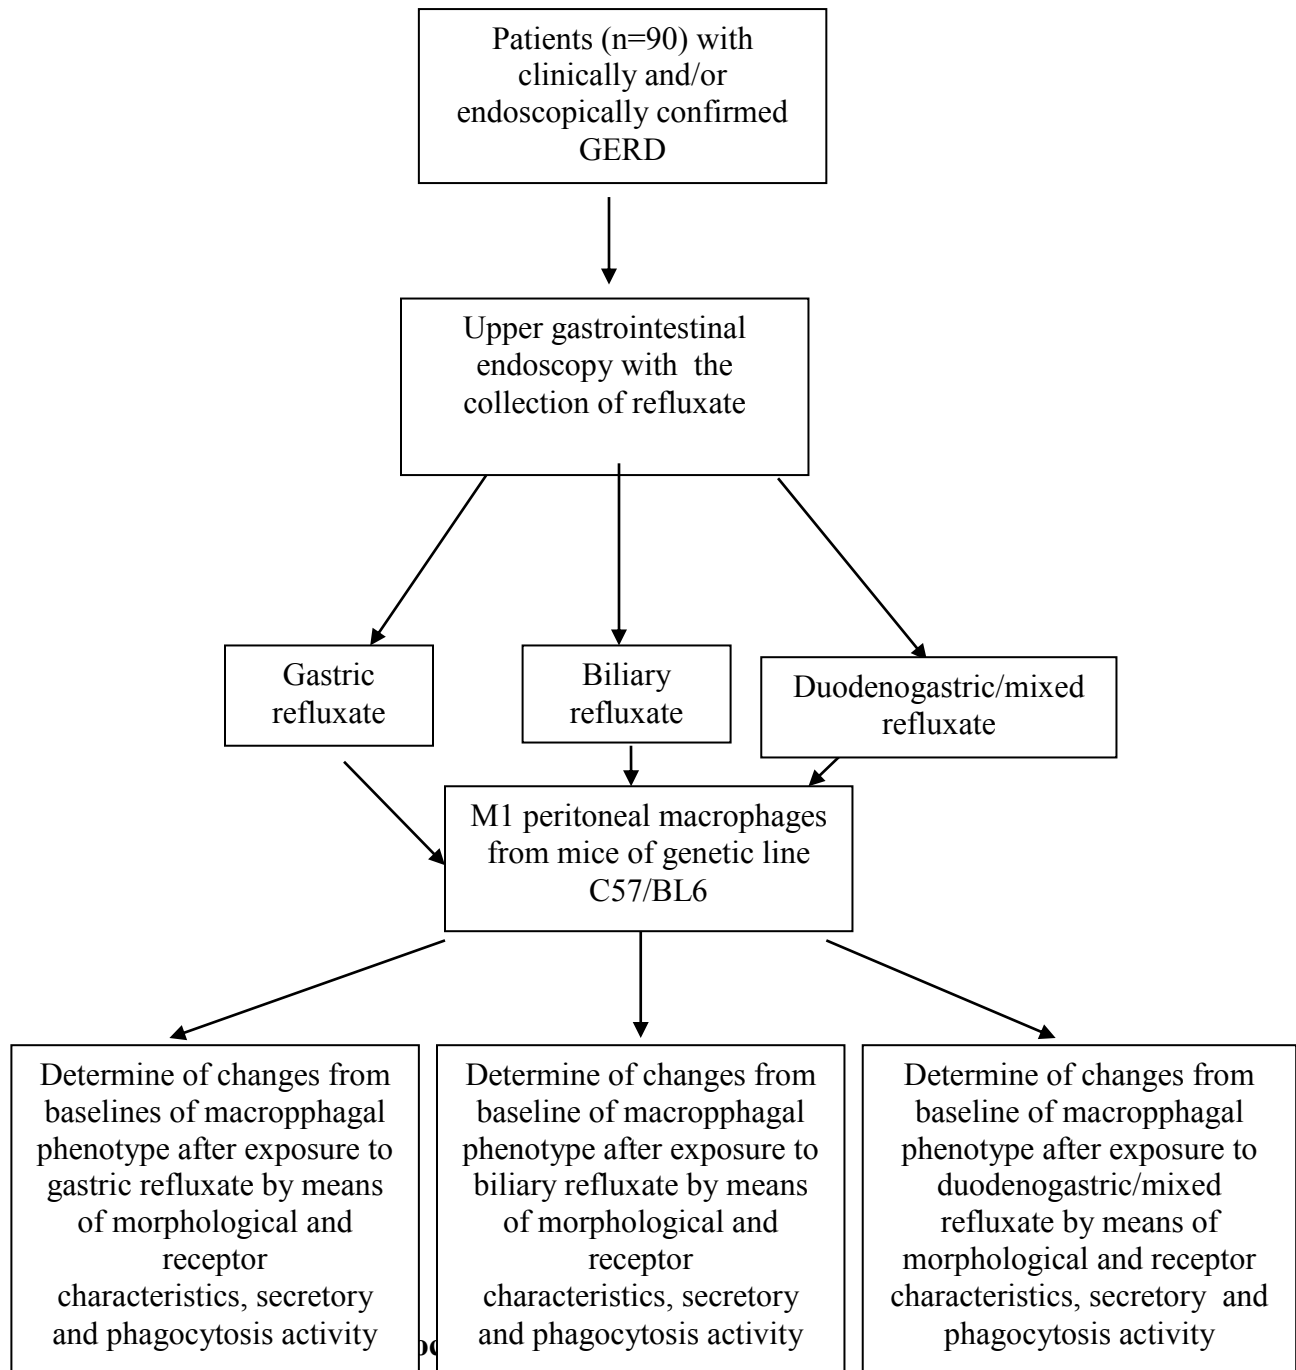 Patients (n=90) with
clinically and/or
endoscopically confirmed
GERD
Upper gastrointestinal
endoscopy with the
collection of refluxate
Gastric
refluxate
Biliary
refluxate
Duodenogastric/mixed
refluxate
M1 peritoneal macrophages
from mice of genetic line
C57/BL6
Determine of changes from
baselines of macropphagal
phenotype after exposure to
gastric refluxate by means
of morphological and
receptor
characteristics, secretory
and phagocytosis activity
Determine of changes from
baseline of macropphagal
phenotype after exposure to
biliary refluxate by means
of morphological and
receptor
characteristics, secretory
and phagocytosis activity
Determine of changes from
baseline of macropphagal
phenotype after exposure to
duodenogastric/mixed
refluxate by means of
morphological and receptor
characteristics, secretory and
phagocytosis activity